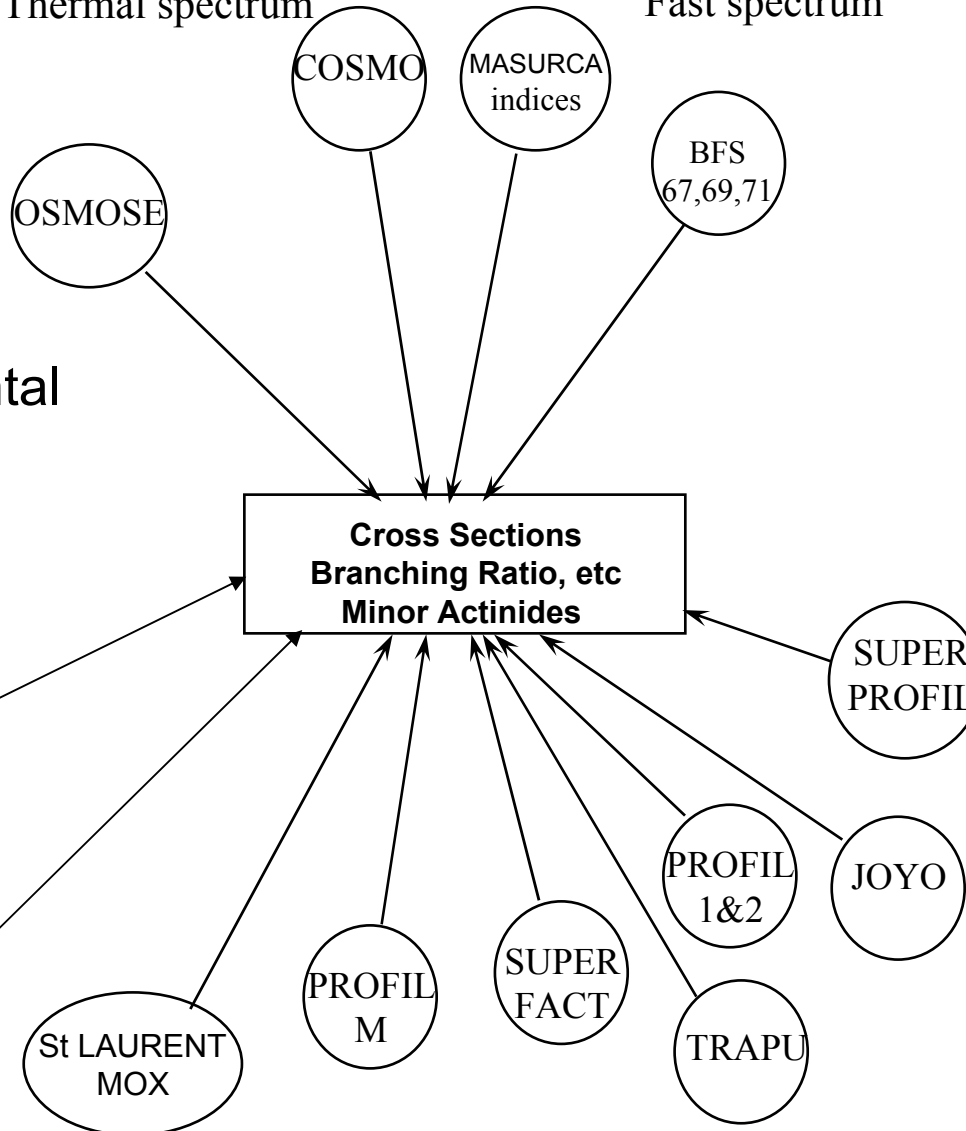 Thermal spectrum
Fast spectrum
COSMO
MASURCA
indices
BFS
67,69,71
OSMOSE
ntal
Cross Sections
Branching Ratio, etc
Minor Actinides
SUPER
PROFIL
PROFIL
1&2
JOYO
SUPER
FACT
PROFIL
M
St LAURENT
MOX
TRAPU